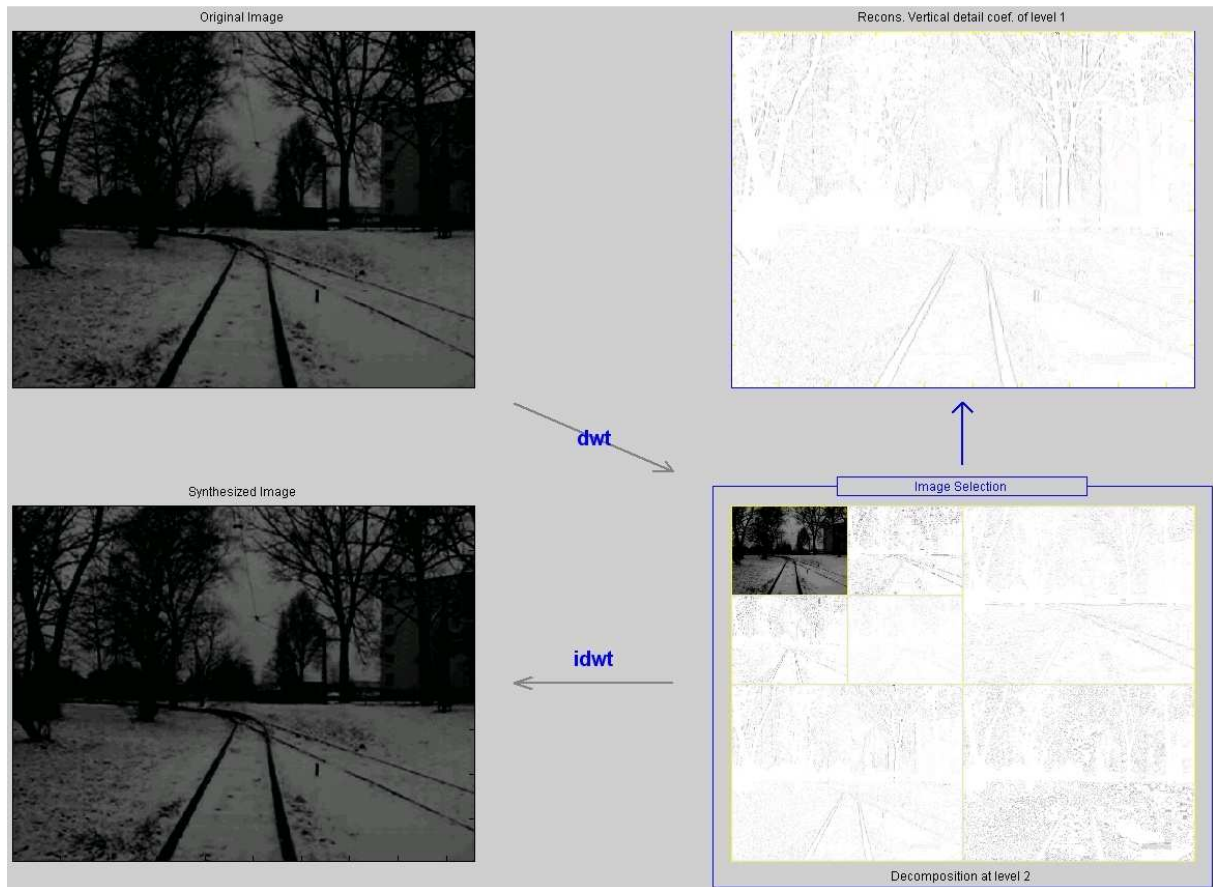 Original Image
Recons. Vertical detail coef. of level 1
dwt
Synthesized Image
Image Selection
idwt
Decomposition at level 2